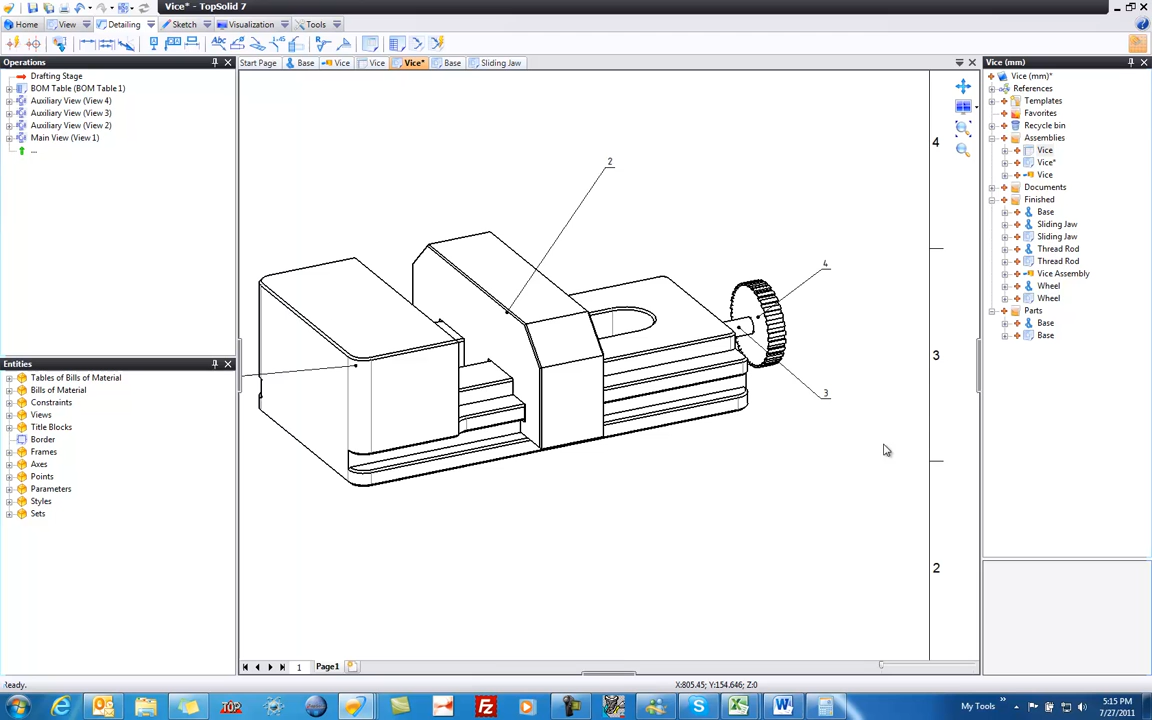 Vice* - TopSolid 7
Home View Detailing Sketch Visualization Tools
Operations
Start Page Base Vice Vice Vice* Base Sliding Jaw
Vice (mm)
Drafting Stage
BOM Table (BOM Table 1)
Auxiliary View (View 4)
Auxiliary View (View 3)
Auxiliary View (View 2)
Main View (View 1)
...
Entities
Tables of Bills of Material
Bills of Material
Constraints
Views
Title Blocks
Border
Frames
Axes
Points
Parameters
Styles
Sets
2
4
3
4
3
2
Vice (mm)*
References
Templates
Favorites
Recycle bin
Assemblies
Vice
Vice*
Vice
Documents
Finished
Base
Sliding Jaw
Sliding Jaw
Thread Rod
Thread Rod
Vice Assembly
Wheel
Wheel
Parts
Base
Base
1 Page1
Ready.
X:805.45; Y:154.646; Z:0
My Tools
5:15 PM
7/27/2011